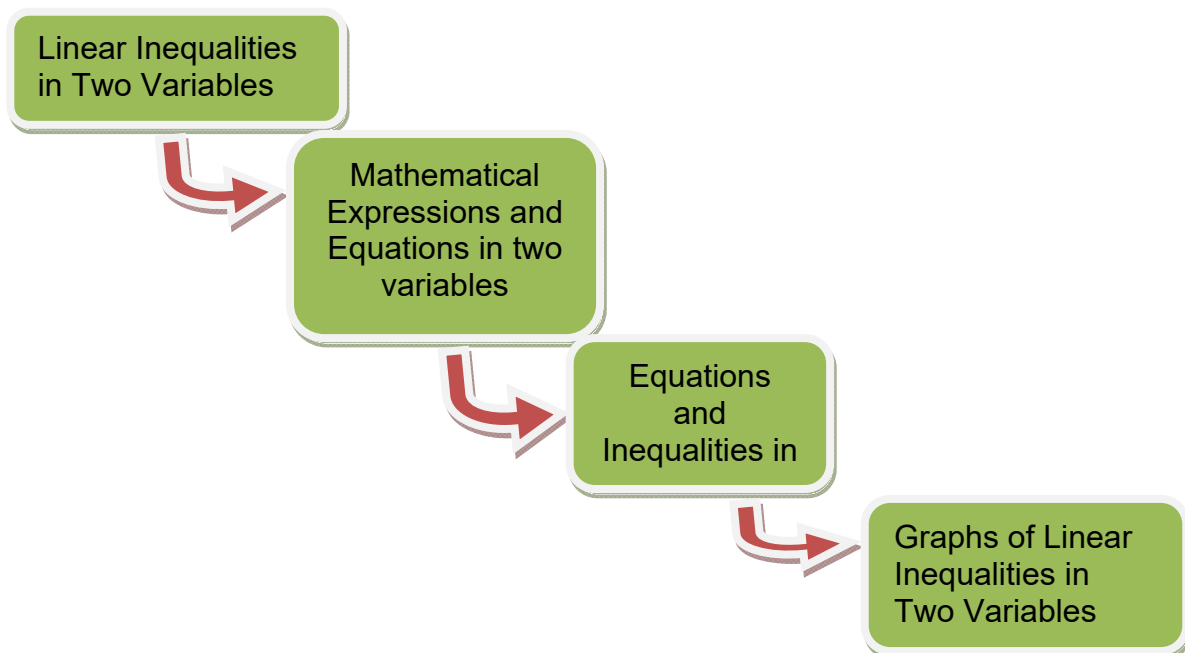 Linear Inequalities
in Two Variables
Mathematical
Expressions and
Equations in two
variables
Equations
and
Inequalities in
Graphs of Linear
Inequalities in
Two Variables